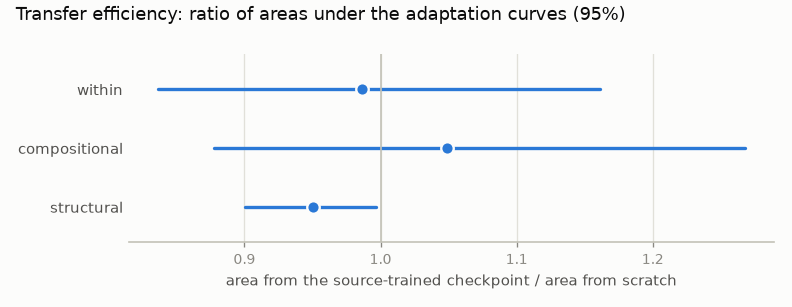 Transfer efficiency: ratio of areas under the adaptation curves (95%)
within
compositional
structural
0.9 1.0 1.1 1.2
area from the source-trained checkpoint / area from scratch